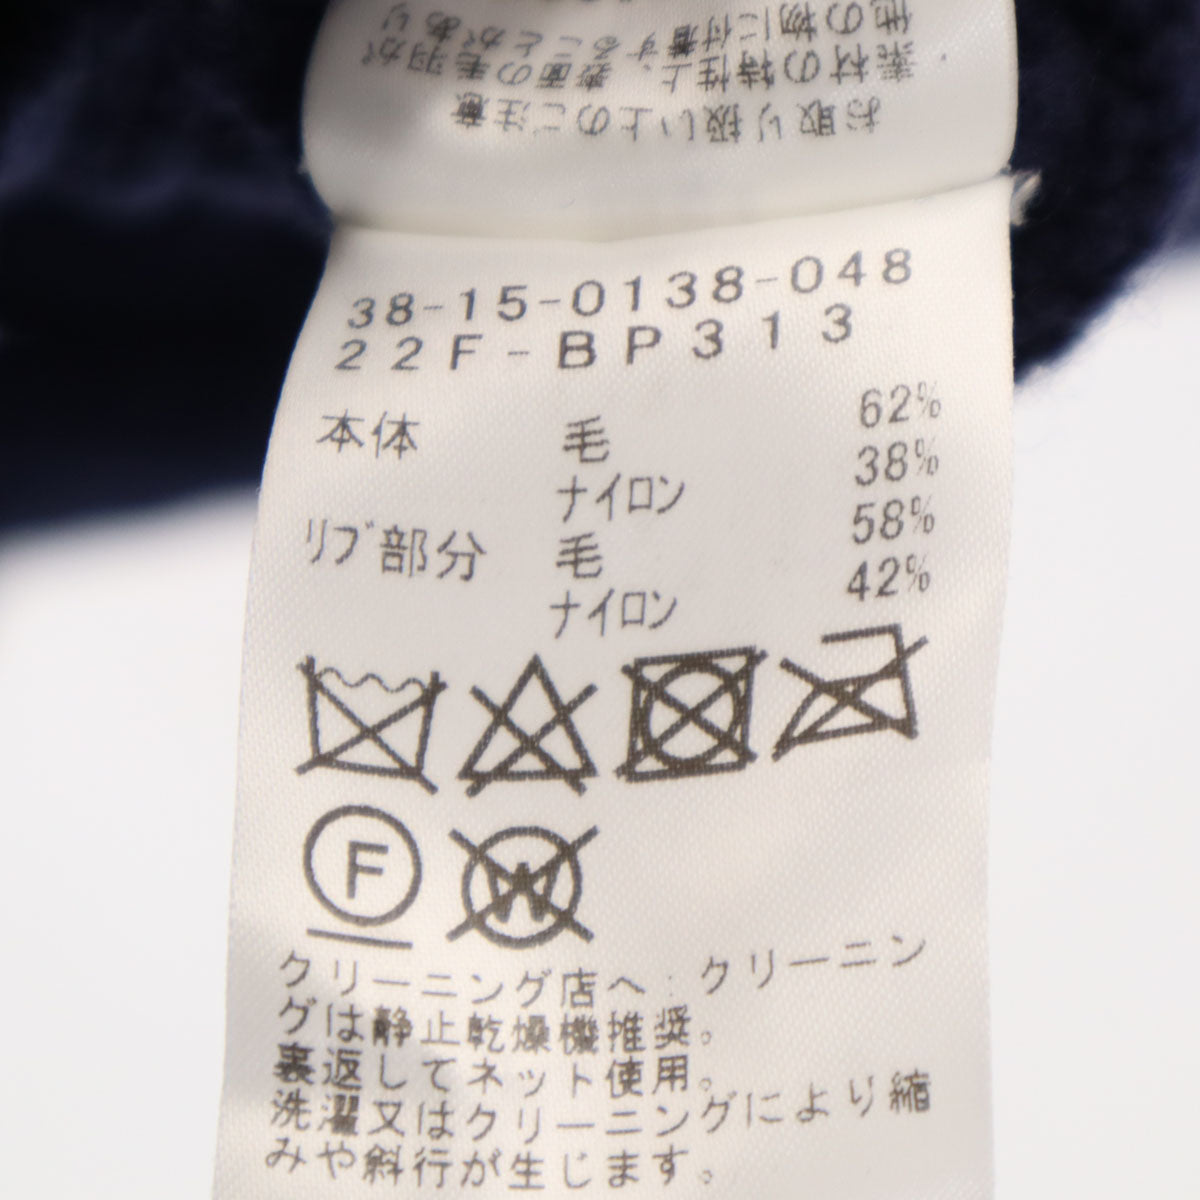 お取り扱い上のご注意
素材の特性上、表面の毛羽が
他の物に付着することがあり
38-15-0138-048
22F-BP313
本体 毛 62%
ナイロン 38%
リブ部分 毛 58%
ナイロン 42%
F
W
クリーニング店へ:クリーニン
グは静止乾燥機推奨。
裏返してネット使用。
洗濯又はクリーニングにより縮
みや斜行が生じます。